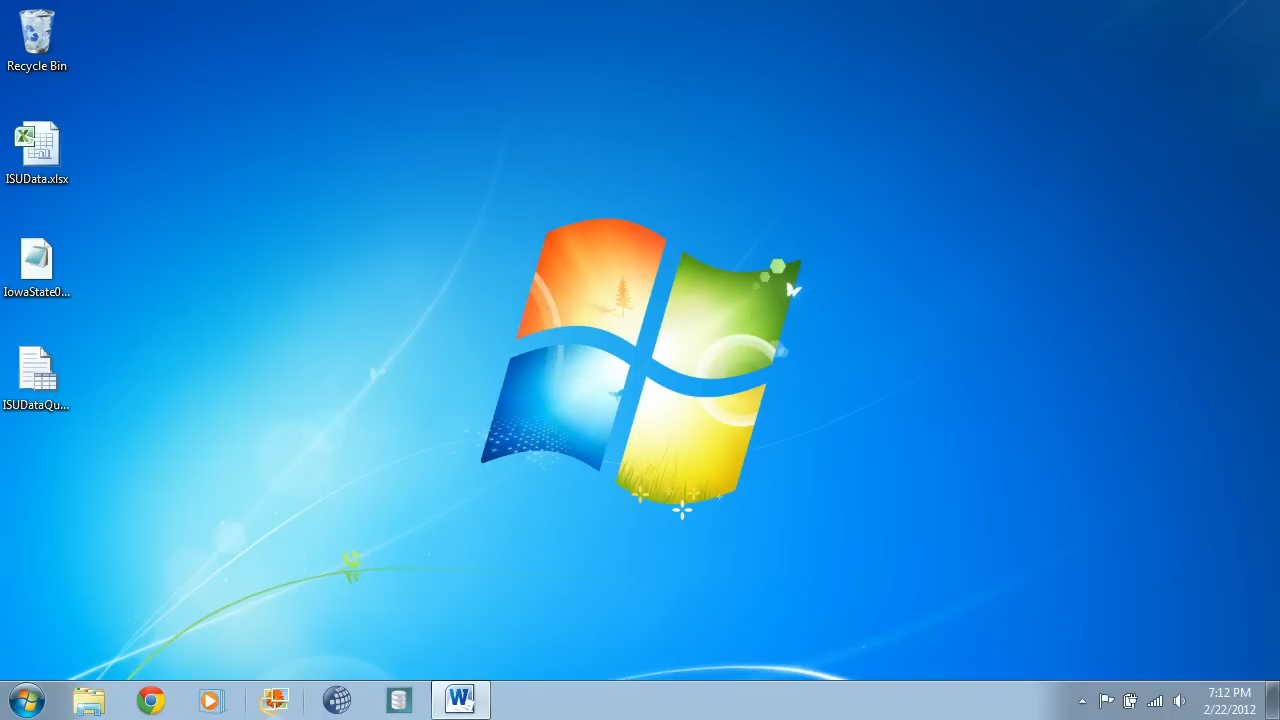 Recycle Bin
ISUData.xlsx
IowaState0...
ISUDataQu...
W
7:12 PM
2/22/2012